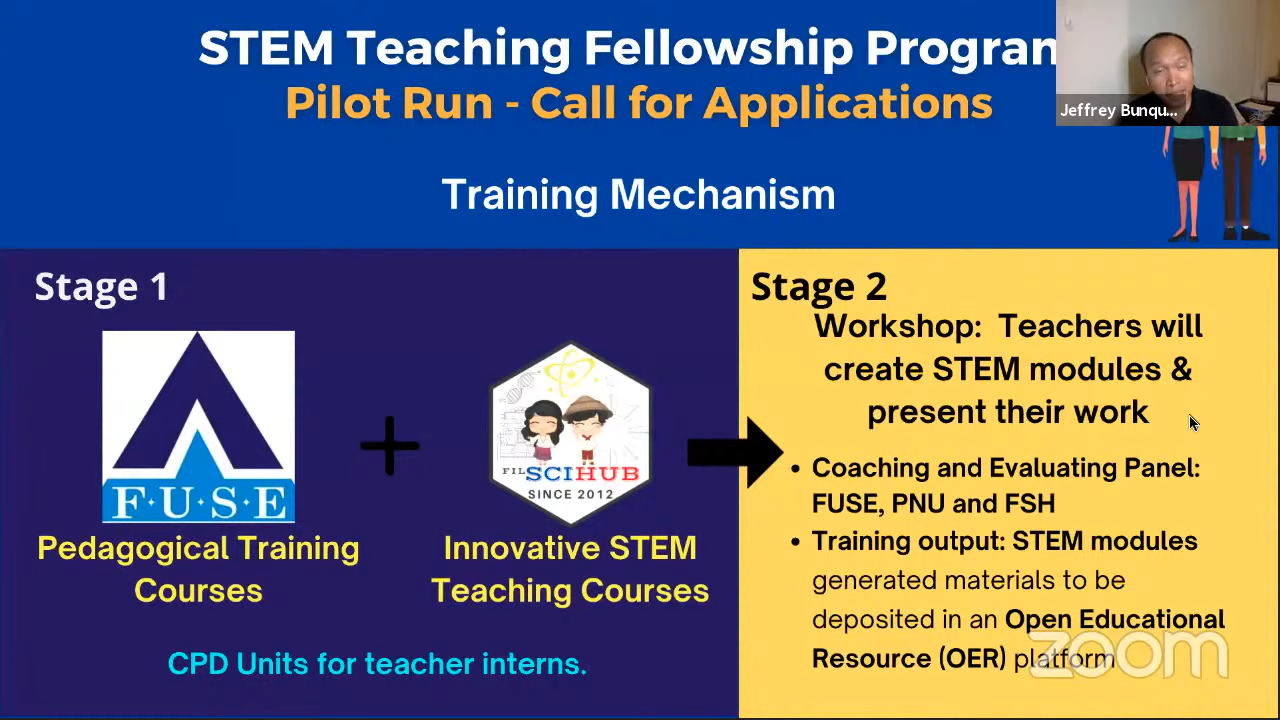 STEM Teaching Fellowship Program
Pilot Run - Call for Applications
Jeffrey Bunqu...
Training Mechanism
Stage 1
F·U·S·E
Pedagogical Training
Courses
FILSCIHUB
SINCE 2012
Innovative STEM
Teaching Courses
CPD Units for teacher interns.
Stage 2
Workshop: Teachers will
create STEM modules &
present their work
• Coaching and Evaluating Panel:
FUSE, PNU and FSH
• Training output: STEM modules
generated materials to be
deposited in an Open Educational
Resource (OER) platform
zoom